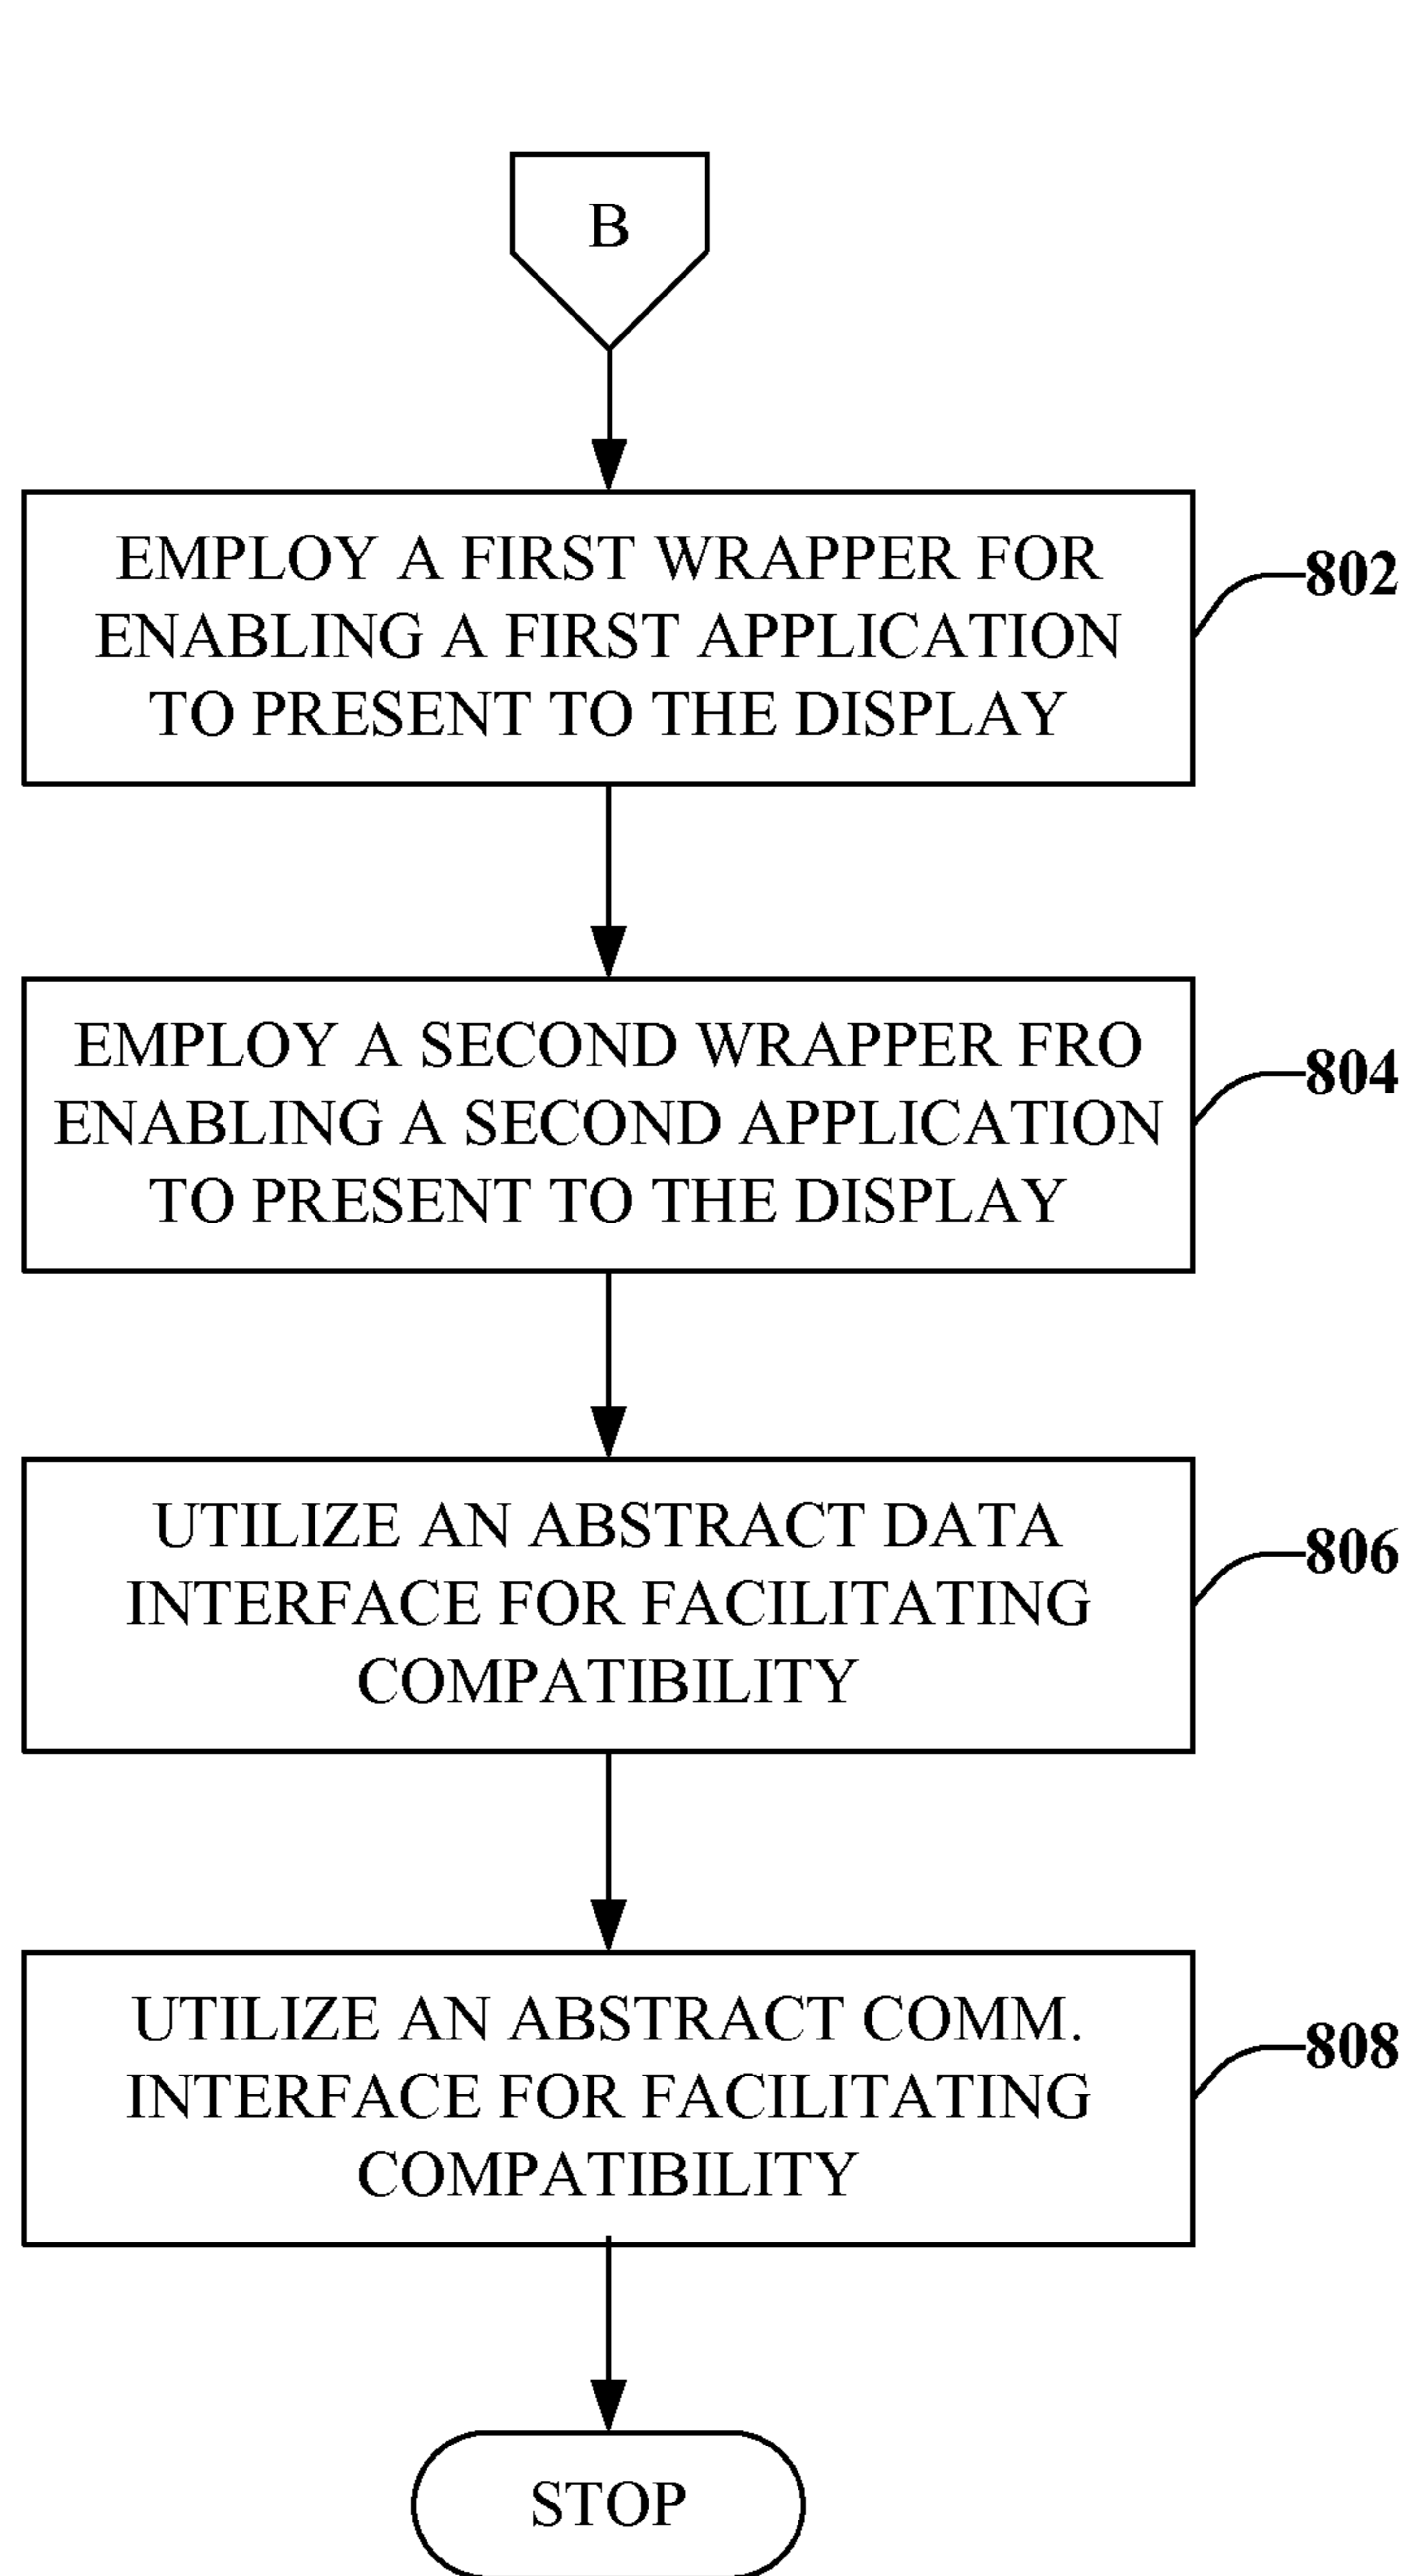 B
EMPLOY A FIRST WRAPPER FOR
ENABLING A FIRST APPLICATION
TO PRESENT TO THE DISPLAY
802
EMPLOY A SECOND WRAPPER FRO
ENABLING A SECOND APPLICATION
TO PRESENT TO THE DISPLAY
804
UTILIZE AN ABSTRACT DATA
INTERFACE FOR FACILITATING
COMPATIBILITY
806
UTILIZE AN ABSTRACT COMM.
INTERFACE FOR FACILITATING
COMPATIBILITY
808
STOP